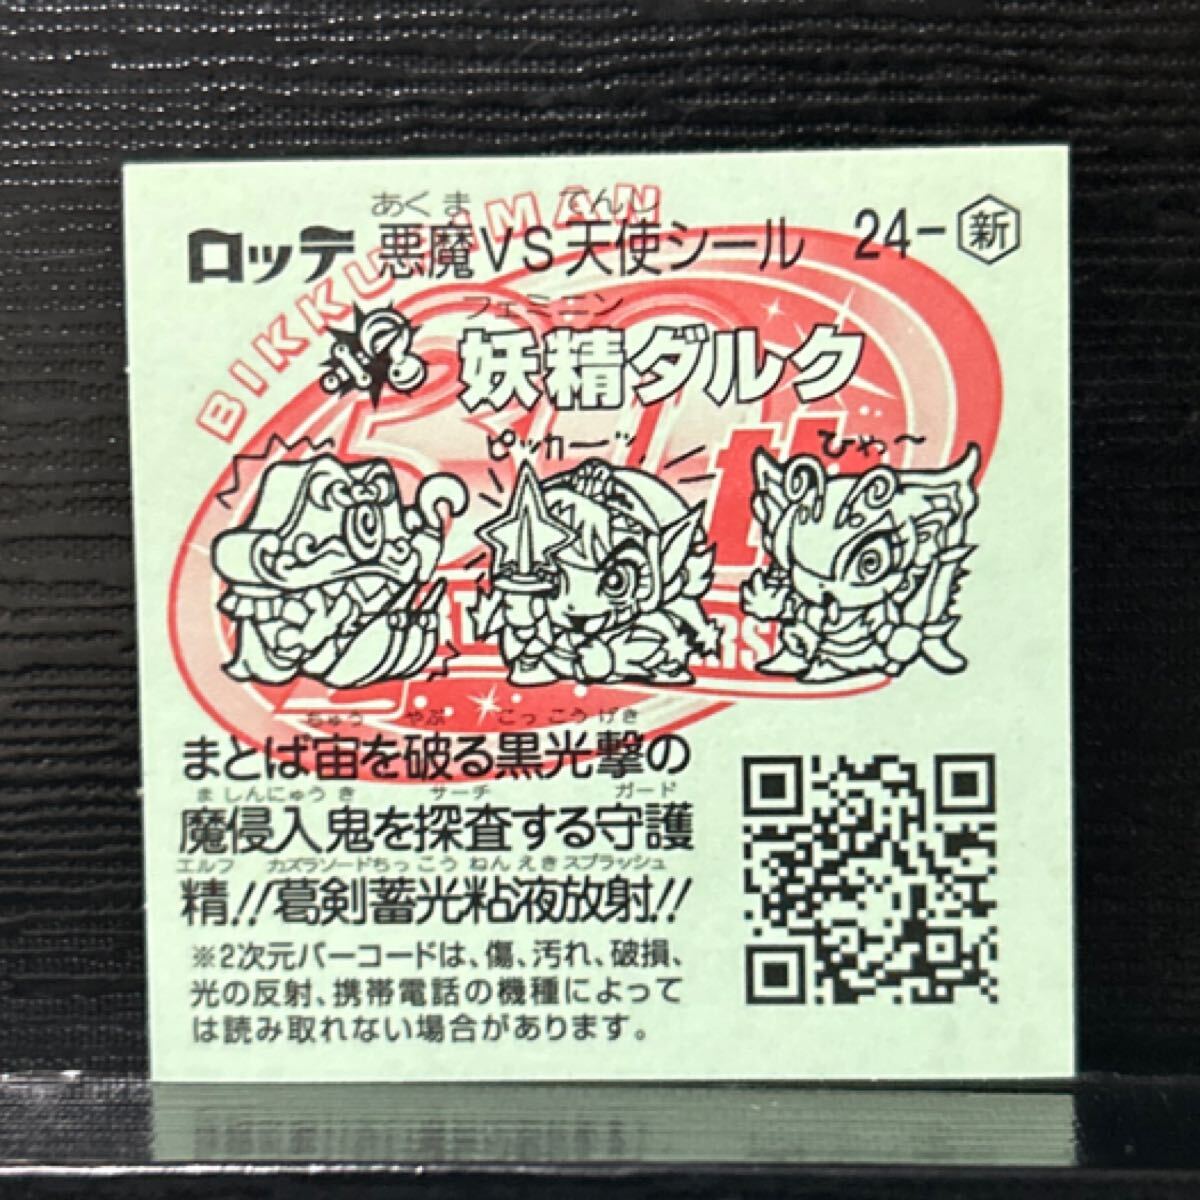 BIKKURIMAN
あくま てんし
ロッテ 悪魔VS天使シール 24-新
フェミニン
妖精ダルク
ピッカーッ
ひゃ〜
30th
ちゅう やぶ こっこうげき
まとば宙を破る黒光撃の
ましんにゅうき サーチ ガード
魔侵入鬼を探査する守護
エルフ カズラソード ちっこう ねんえき スプラッシュ
精!!葛剣蓄光粘液放射!!
※2次元バーコードは、傷、汚れ、破損、
光の反射、携帯電話の機種によって
は読み取れない場合があります。